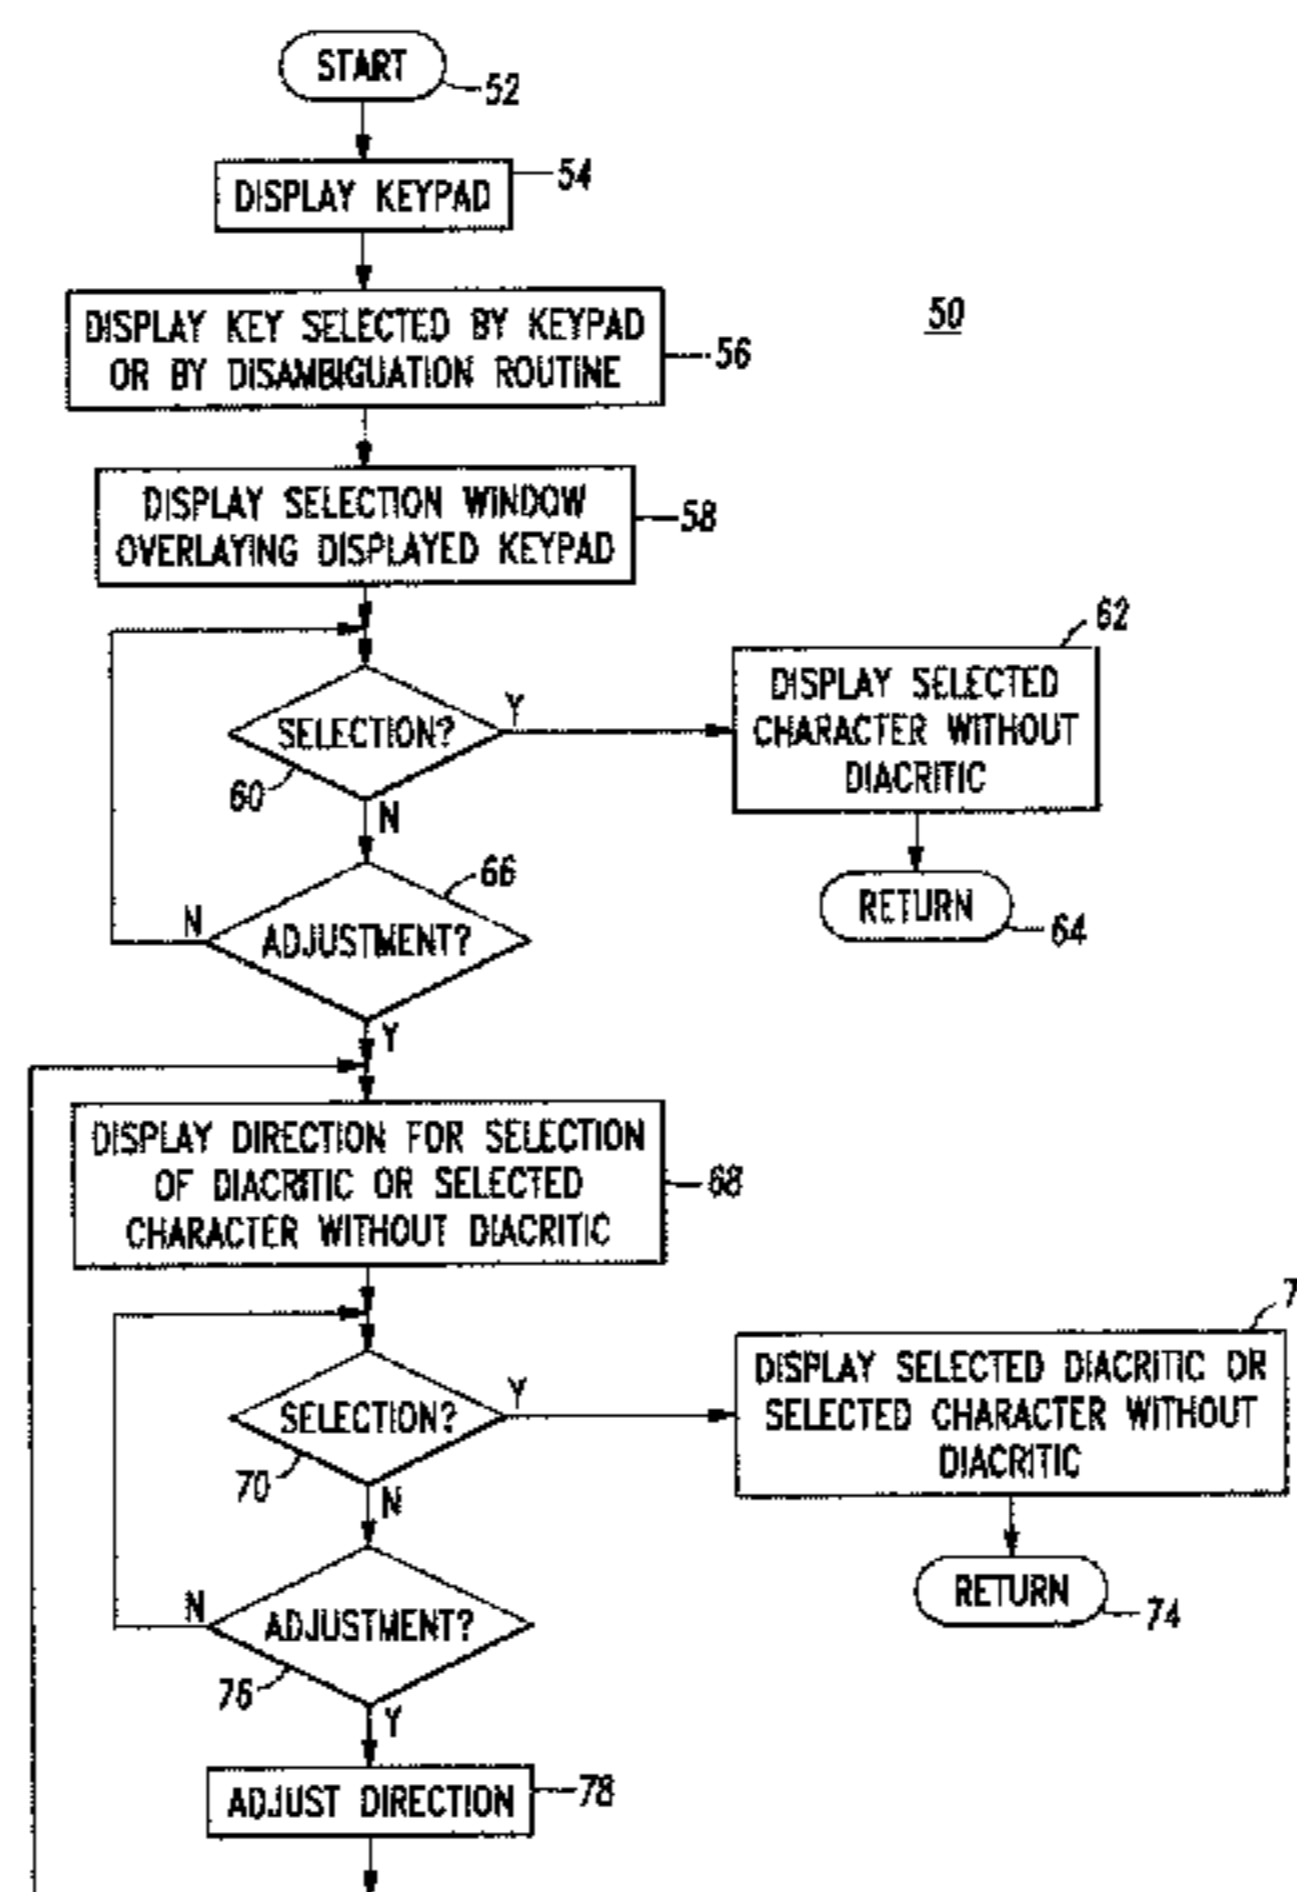 START
52
DISPLAY KEYPAD
54
DISPLAY KEY SELECTED BY KEYPAD
OR BY DISAMBIGUATION ROUTINE
56
50
DISPLAY SELECTION WINDOW
OVERLAYING DISPLAYED KEYPAD
58
SELECTION?
60
Y
N
62
DISPLAY SELECTED
CHARACTER WITHOUT
DIACRITIC
RETURN
64
66
ADJUSTMENT?
N
Y
DISPLAY DIRECTION FOR SELECTION
OF DIACRITIC OR SELECTED
CHARACTER WITHOUT DIACRITIC
68
SELECTION?
70
Y
N
7
DISPLAY SELECTED DIACRITIC OR
SELECTED CHARACTER WITHOUT
DIACRITIC
RETURN
74
ADJUSTMENT?
N
76
Y
ADJUST DIRECTION
78